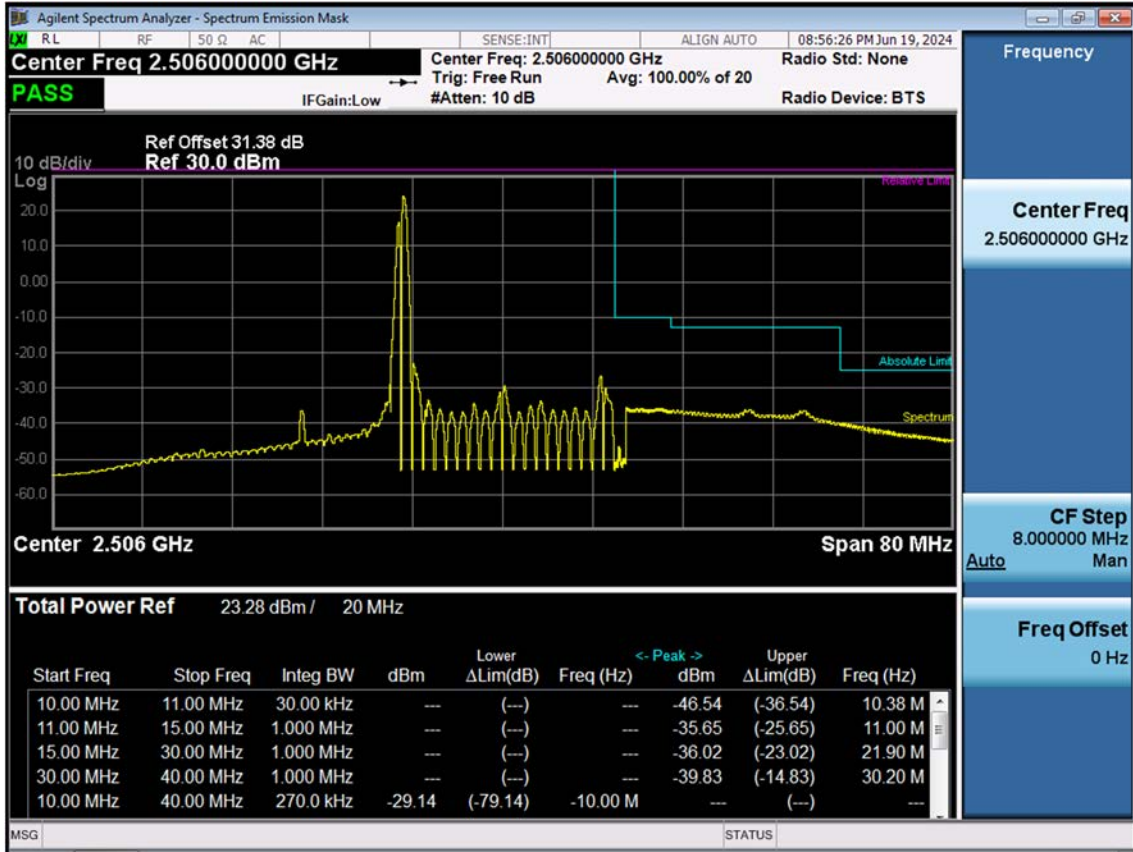 Agilent Spectrum Analyzer - Spectrum Emission Mask
LXI RL RF 50 Ω AC SENSE:INT ALIGN AUTO 08:56:26 PM Jun 19, 2024
Center Freq 2.506000000 GHz
Center Freq: 2.506000000 GHz Radio Std: None
Trig: Free Run Avg: 100.00% of 20
PASS IFGain:Low #Atten: 10 dB Radio Device: BTS
Ref Offset 31.38 dB
10 dB/div Ref 30.0 dBm
Log
Relative Limit
20.0
10.0
0.00
-10.0
-20.0
Absolute Limit
-30.0
-40.0
Spectrum
-50.0
-60.0
Center 2.506 GHz Span 80 MHz
Total Power Ref 23.28 dBm / 20 MHz
Lower <- Peak -> Upper
Start Freq Stop Freq Integ BW dBm ΔLim(dB) Freq (Hz) dBm ΔLim(dB) Freq (Hz)
10.00 MHz 11.00 MHz 30.00 kHz --- (---) --- -46.54 (-36.54) 10.38 M
11.00 MHz 15.00 MHz 1.000 MHz --- (---) --- -35.65 (-25.65) 11.00 M
15.00 MHz 30.00 MHz 1.000 MHz --- (---) --- -36.02 (-23.02) 21.90 M
30.00 MHz 40.00 MHz 1.000 MHz --- (---) --- -39.83 (-14.83) 30.20 M
10.00 MHz 40.00 MHz 270.0 kHz -29.14 (-79.14) -10.00 M --- (---) ---
MSG STATUS
Frequency
Center Freq
2.506000000 GHz
CF Step
8.000000 MHz
Auto Man
Freq Offset
0 Hz